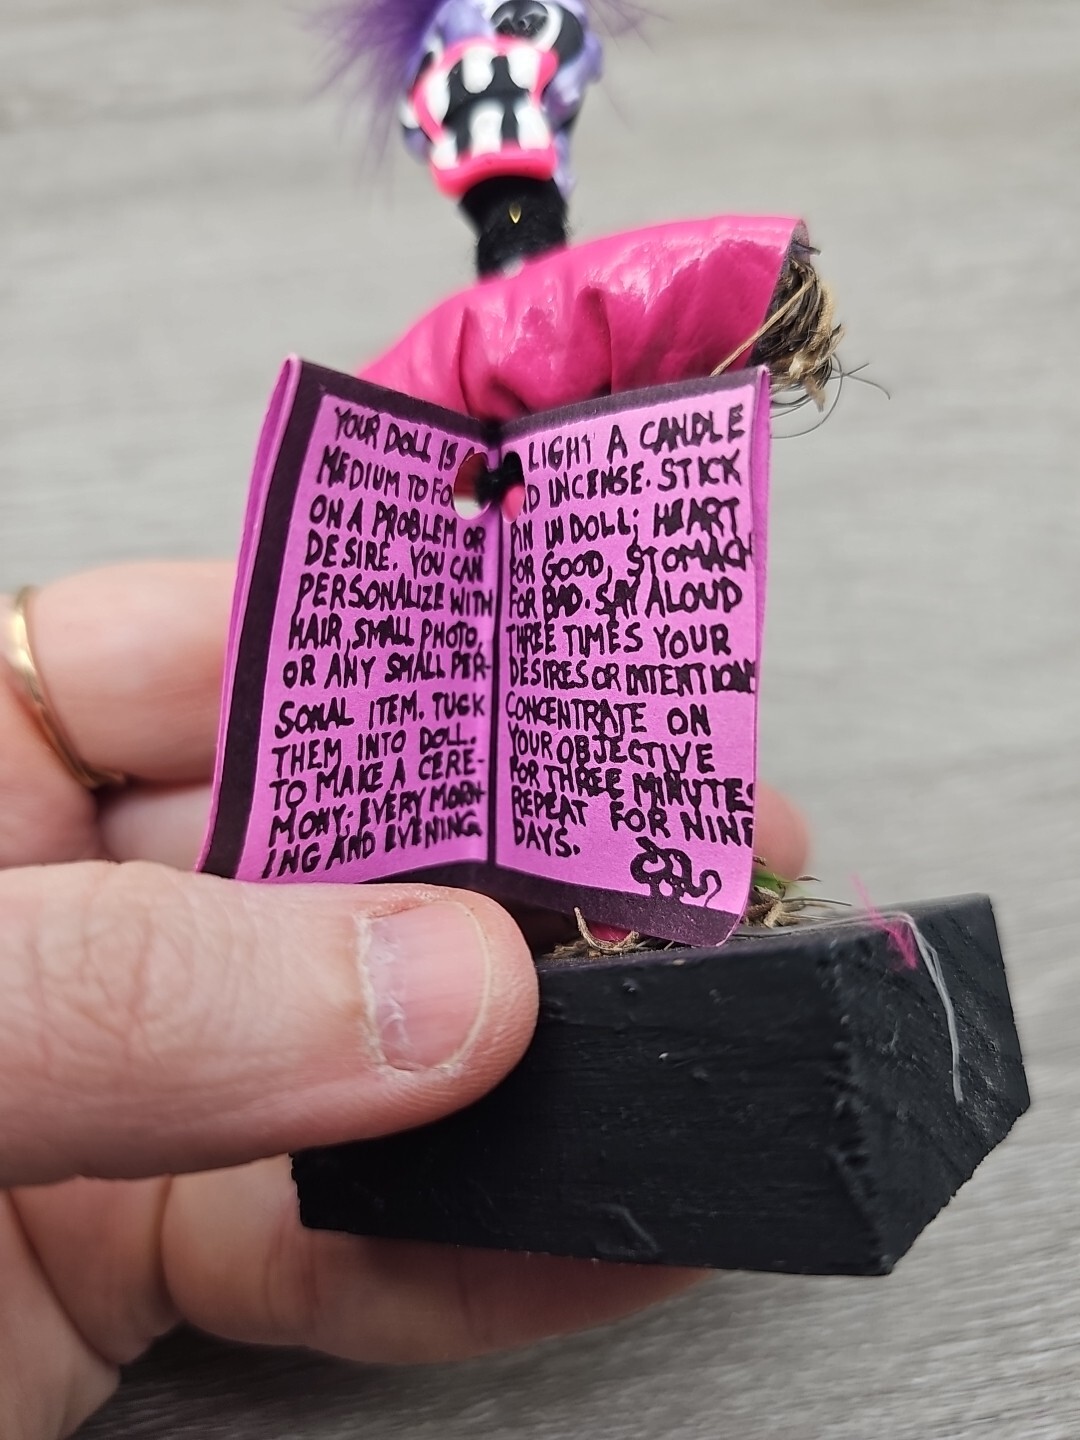 YOUR DOLL IS A
MEDIUM TO FO
ON A PROBLEM OR
DESIRE. YOU CAN
PERSONALIZE WITH
HAIR, SMALL PHOTO,
OR ANY SMALL PER-
SONAL ITEM. TUCK
THEM INTO DOLL.
TO MAKE A CERE-
MONY; EVERY MORN-
ING AND EVENING
LIGHT A CANDLE
ND INCENSE. STICK
PIN IN DOLL; HEART
FOR GOOD, STOMACH
FOR BAD. SAY ALOUD
THREE TIMES YOUR
DESIRES OR INTENTIONS
CONCENTRATE ON
YOUR OBJECTIVE
FOR THREE MINUTES
REPEAT FOR NINE
DAYS.